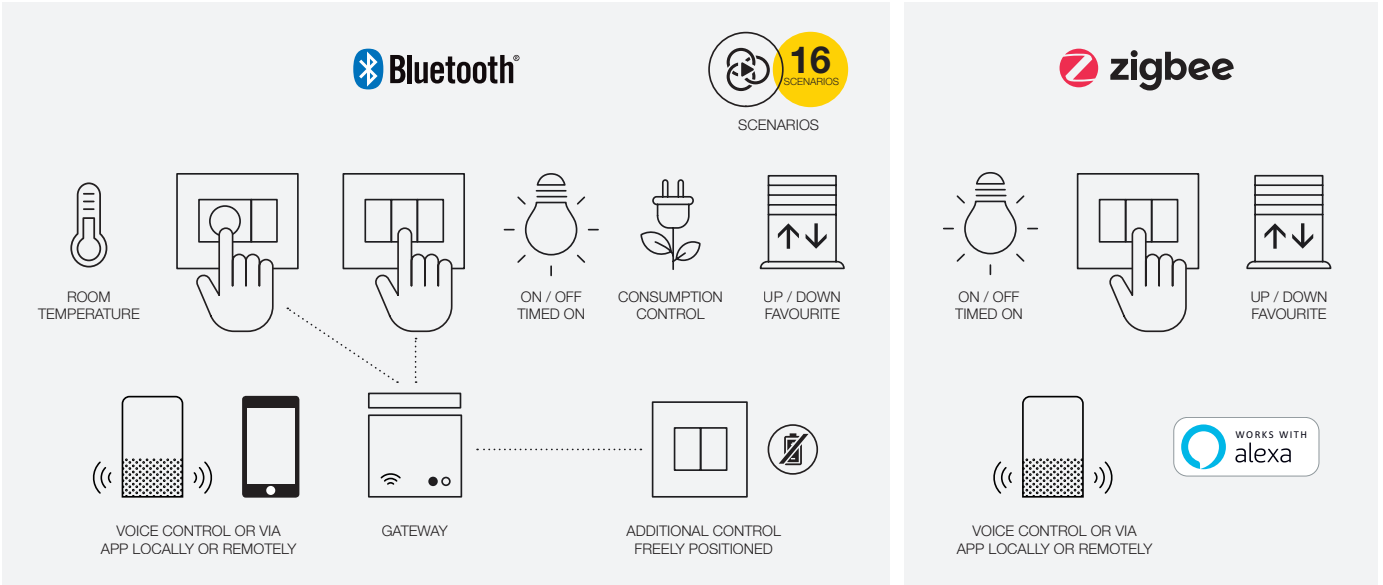 Bluetooth®
16
SCENARIOS
SCENARIOS
ROOM
TEMPERATURE
ON / OFF
TIMED ON
CONSUMPTION
CONTROL
UP / DOWN
FAVOURITE
VOICE CONTROL OR VIA
APP LOCALLY OR REMOTELY
GATEWAY
ADDITIONAL CONTROL
FREELY POSITIONED
zigbee
ON / OFF
TIMED ON
UP / DOWN
FAVOURITE
VOICE CONTROL OR VIA
APP LOCALLY OR REMOTELY
WORKS WITH
alexa